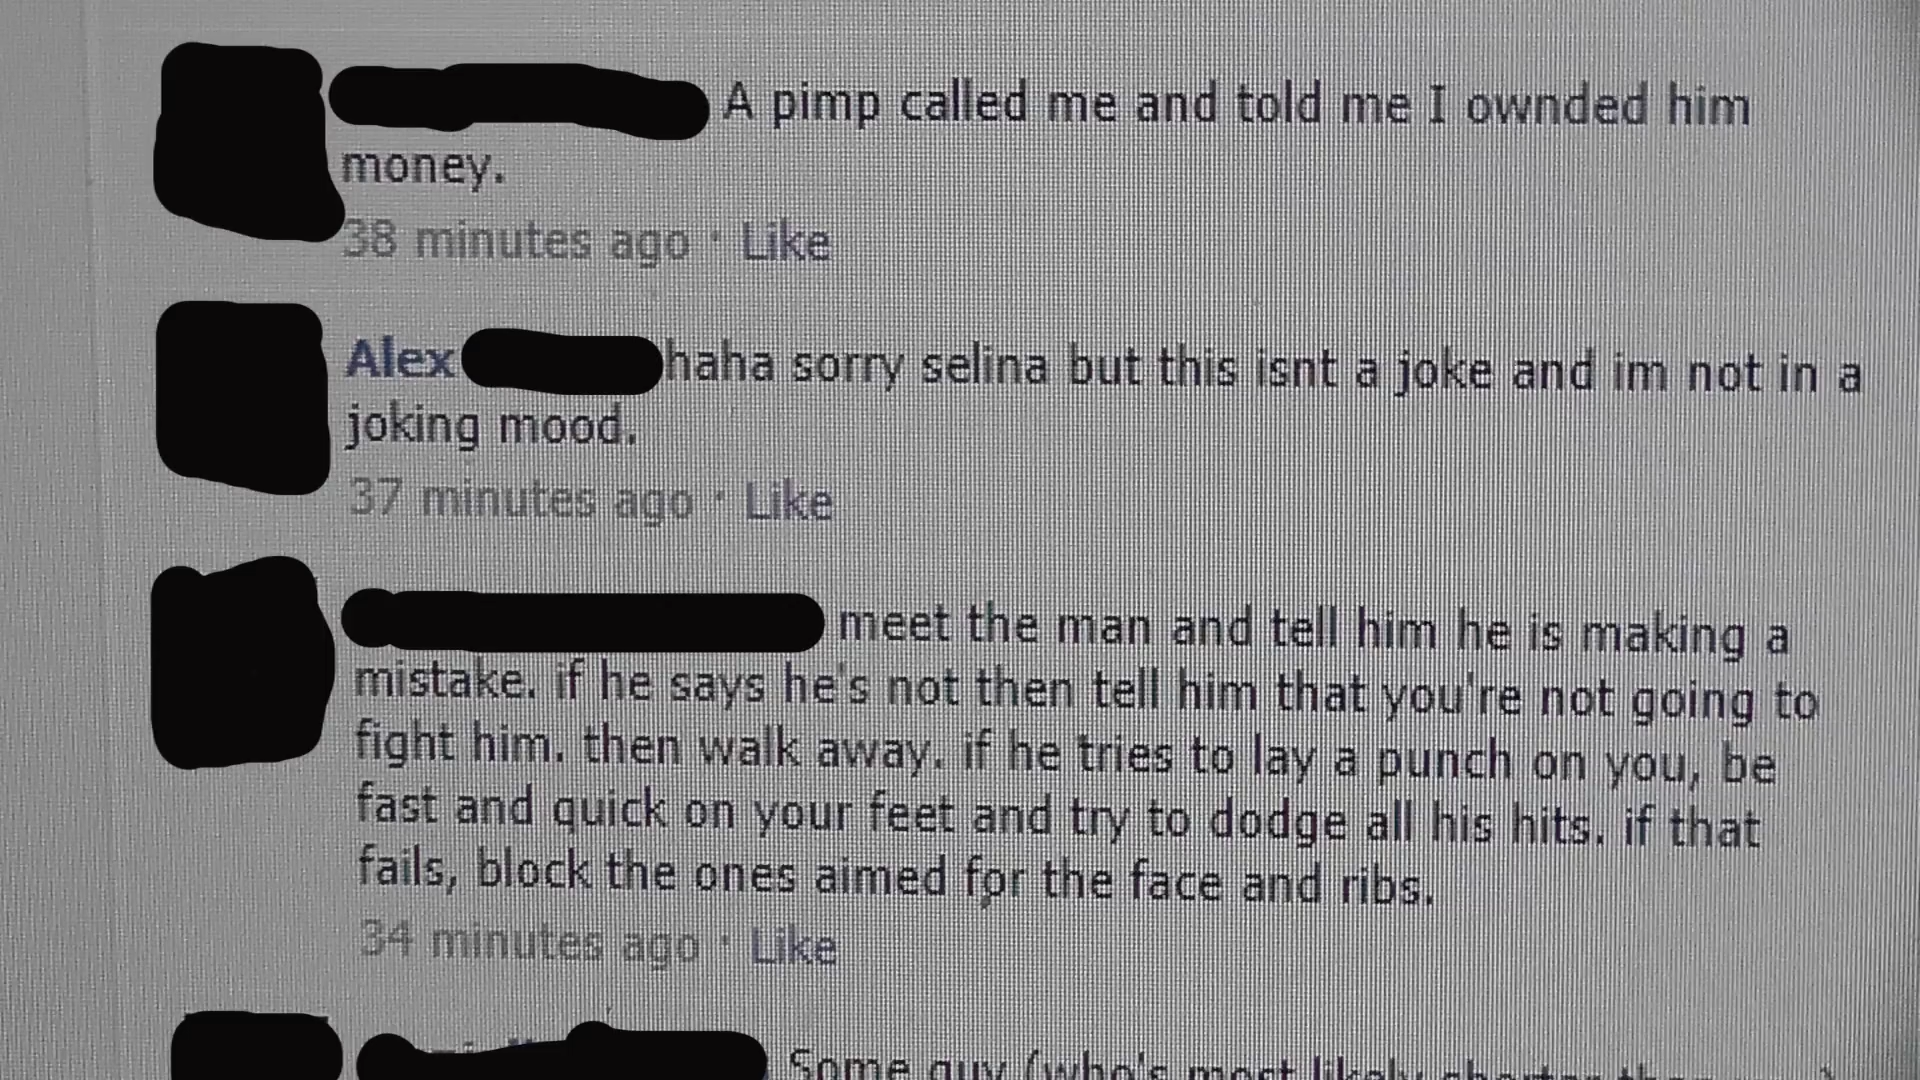 A pimp called me and told me I ownded him
money.
38 minutes ago · Like
Alex haha sorry selina but this isnt a joke and im not in a
joking mood.
37 minutes ago · Like
meet the man and tell him he is making a
mistake. if he says he's not then tell him that you're not going to
fight him. then walk away. if he tries to lay a punch on you, be
fast and quick on your feet and try to dodge all his hits. if that
fails, block the ones aimed for the face and ribs.
34 minutes ago · Like
Some guy (who's most likely shorter